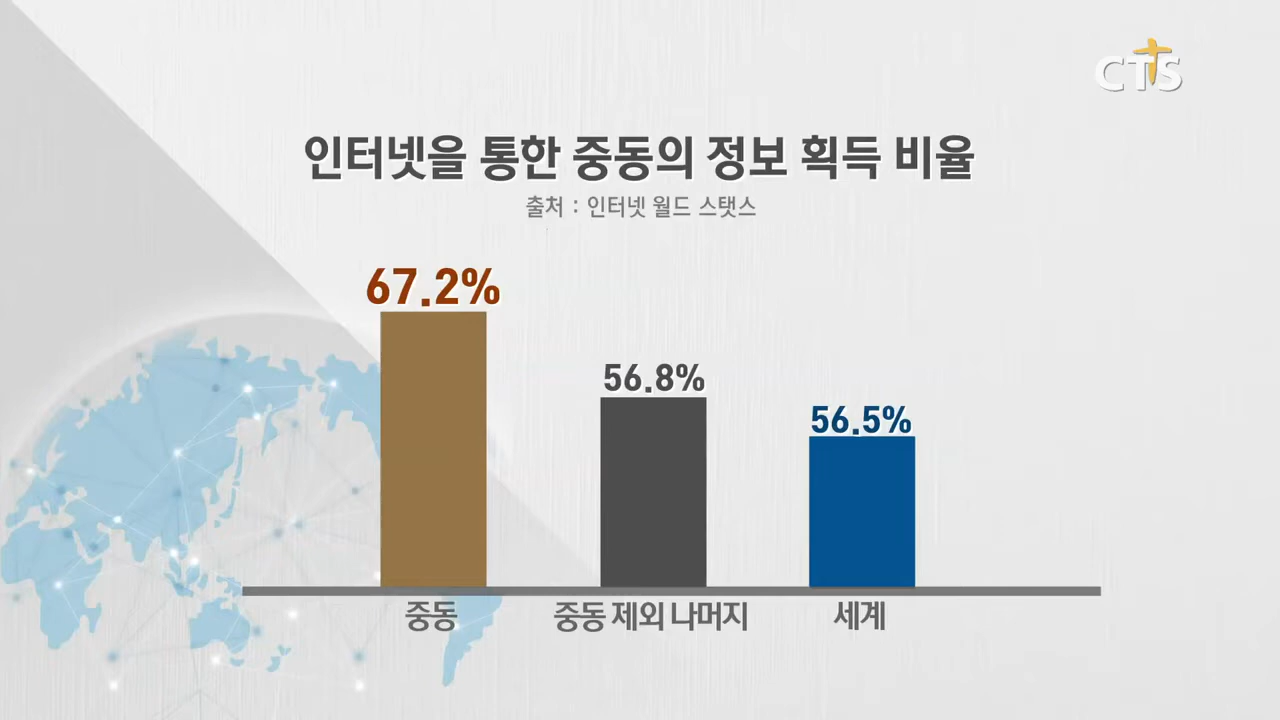 CTS
인터넷을 통한 중동의 정보 획득 비율
출처 : 인터넷 월드 스탯스
67.2%
56.8%
56.5%
중동
중동 제외 나머지
세계